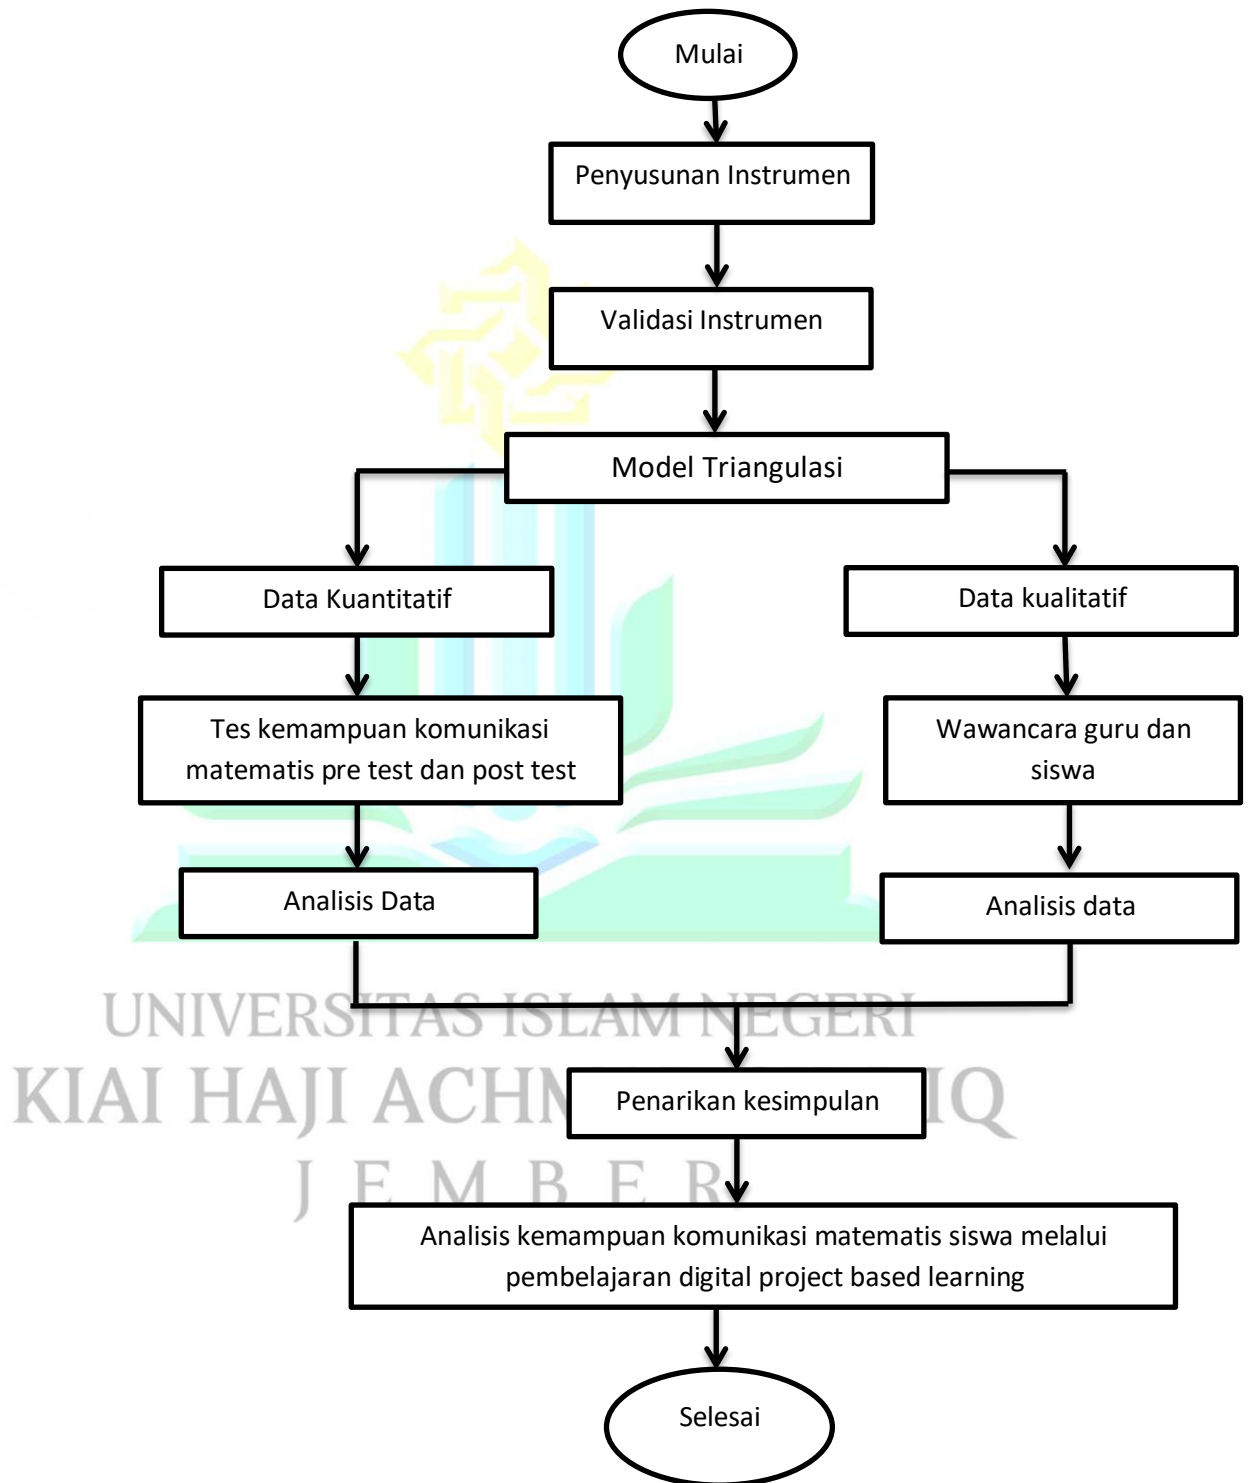 Mulai
Penyusunan Instrumen
Validasi Instrumen
Model Triangulasi
Data Kuantitatif
Data kualitatif
Tes kemampuan komunikasi
matematis pre test dan post test
Wawancara guru dan
siswa
Analisis Data
Analisis data
UNIVERSITAS ISLAM NEGERI
KIAI HAJI ACHM IQ
Penarikan kesimpulan
J E M B E R
Analisis kemampuan komunikasi matematis siswa melalui
pembelajaran digital project based learning
Selesai